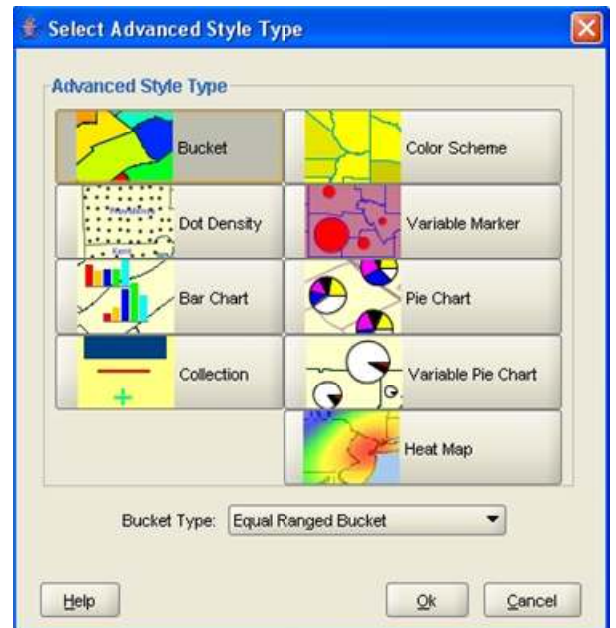 Select Advanced Style Type
Advanced Style Type
Bucket
Color Scheme
Dot Density
Variable Marker
Bar Chart
Pie Chart
Collection
Variable Pie Chart
Heat Map
Bucket Type: Equal Ranged Bucket
Help Ok Cancel